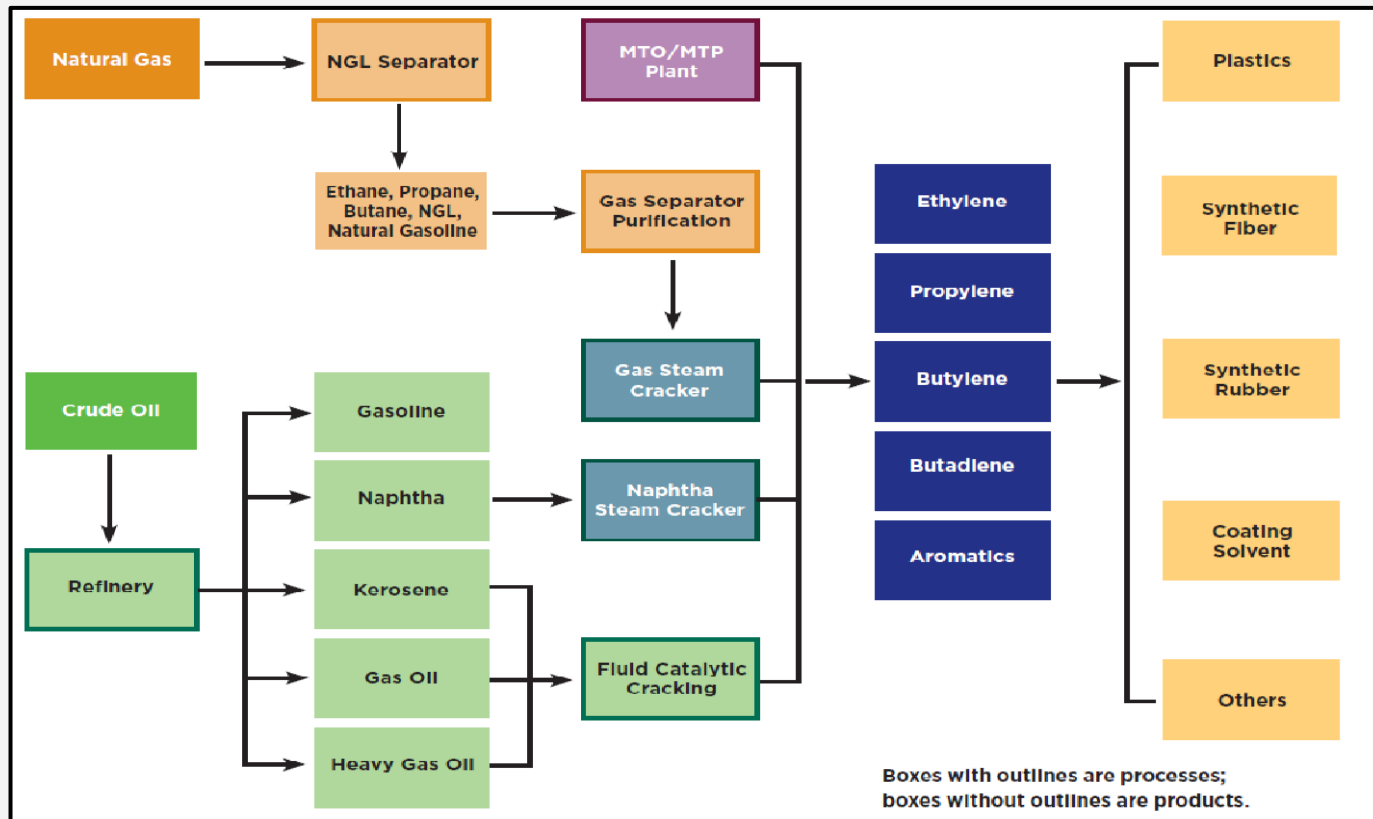 Natural Gas
NGL Separator
MTO/MTP
Plant
Plastics
Ethane, Propane,
Butane, NGL,
Natural Gasoline
Gas Separator
Purification
Ethylene
Synthetic
Fiber
Propylene
Gas Steam
Cracker
Butylene
Synthetic
Rubber
Crude Oil
Gasoline
Naphtha
Naphtha
Steam Cracker
Butadiene
Coating
Solvent
Refinery
Kerosene
Aromatics
Gas Oil
Fluid Catalytic
Cracking
Others
Heavy Gas Oil
Boxes with outlines are processes;
boxes without outlines are products.